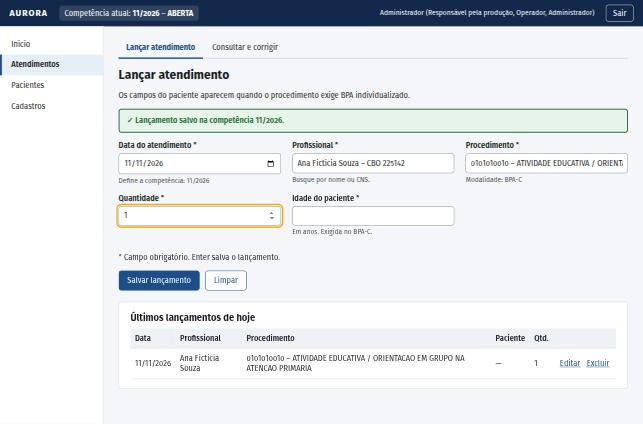 AURORA
Competência atual: 11/2026 – ABERTA
Administrador (Responsável pela produção, Operador, Administrador)
Sair
Início
Atendimentos
Pacientes
Cadastros
Lançar atendimento
Consultar e corrigir
Lançar atendimento
Os campos do paciente aparecem quando o procedimento exige BPA individualizado.
✓ Lançamento salvo na competência 11/2026.
Data do atendimento *
Profissional *
Procedimento *
11/11/2026
Ana Ficticia Souza – CBO 225142
0101010010 – ATIVIDADE EDUCATIVA / ORIENTA
Define a competência: 11/2026
Busque por nome ou CNS.
Modalidade: BPA-C
Quantidade *
Idade do paciente *
1
Em anos. Exigida no BPA-C.
* Campo obrigatório. Enter salva o lançamento.
Salvar lançamento
Limpar
Últimos lançamentos de hoje
Data Profissional Procedimento Paciente Qtd.
11/11/2026 Ana Ficticia Souza 0101010010 – ATIVIDADE EDUCATIVA / ORIENTACAO EM GRUPO NA ATENCAO PRIMARIA — 1 Editar Excluir